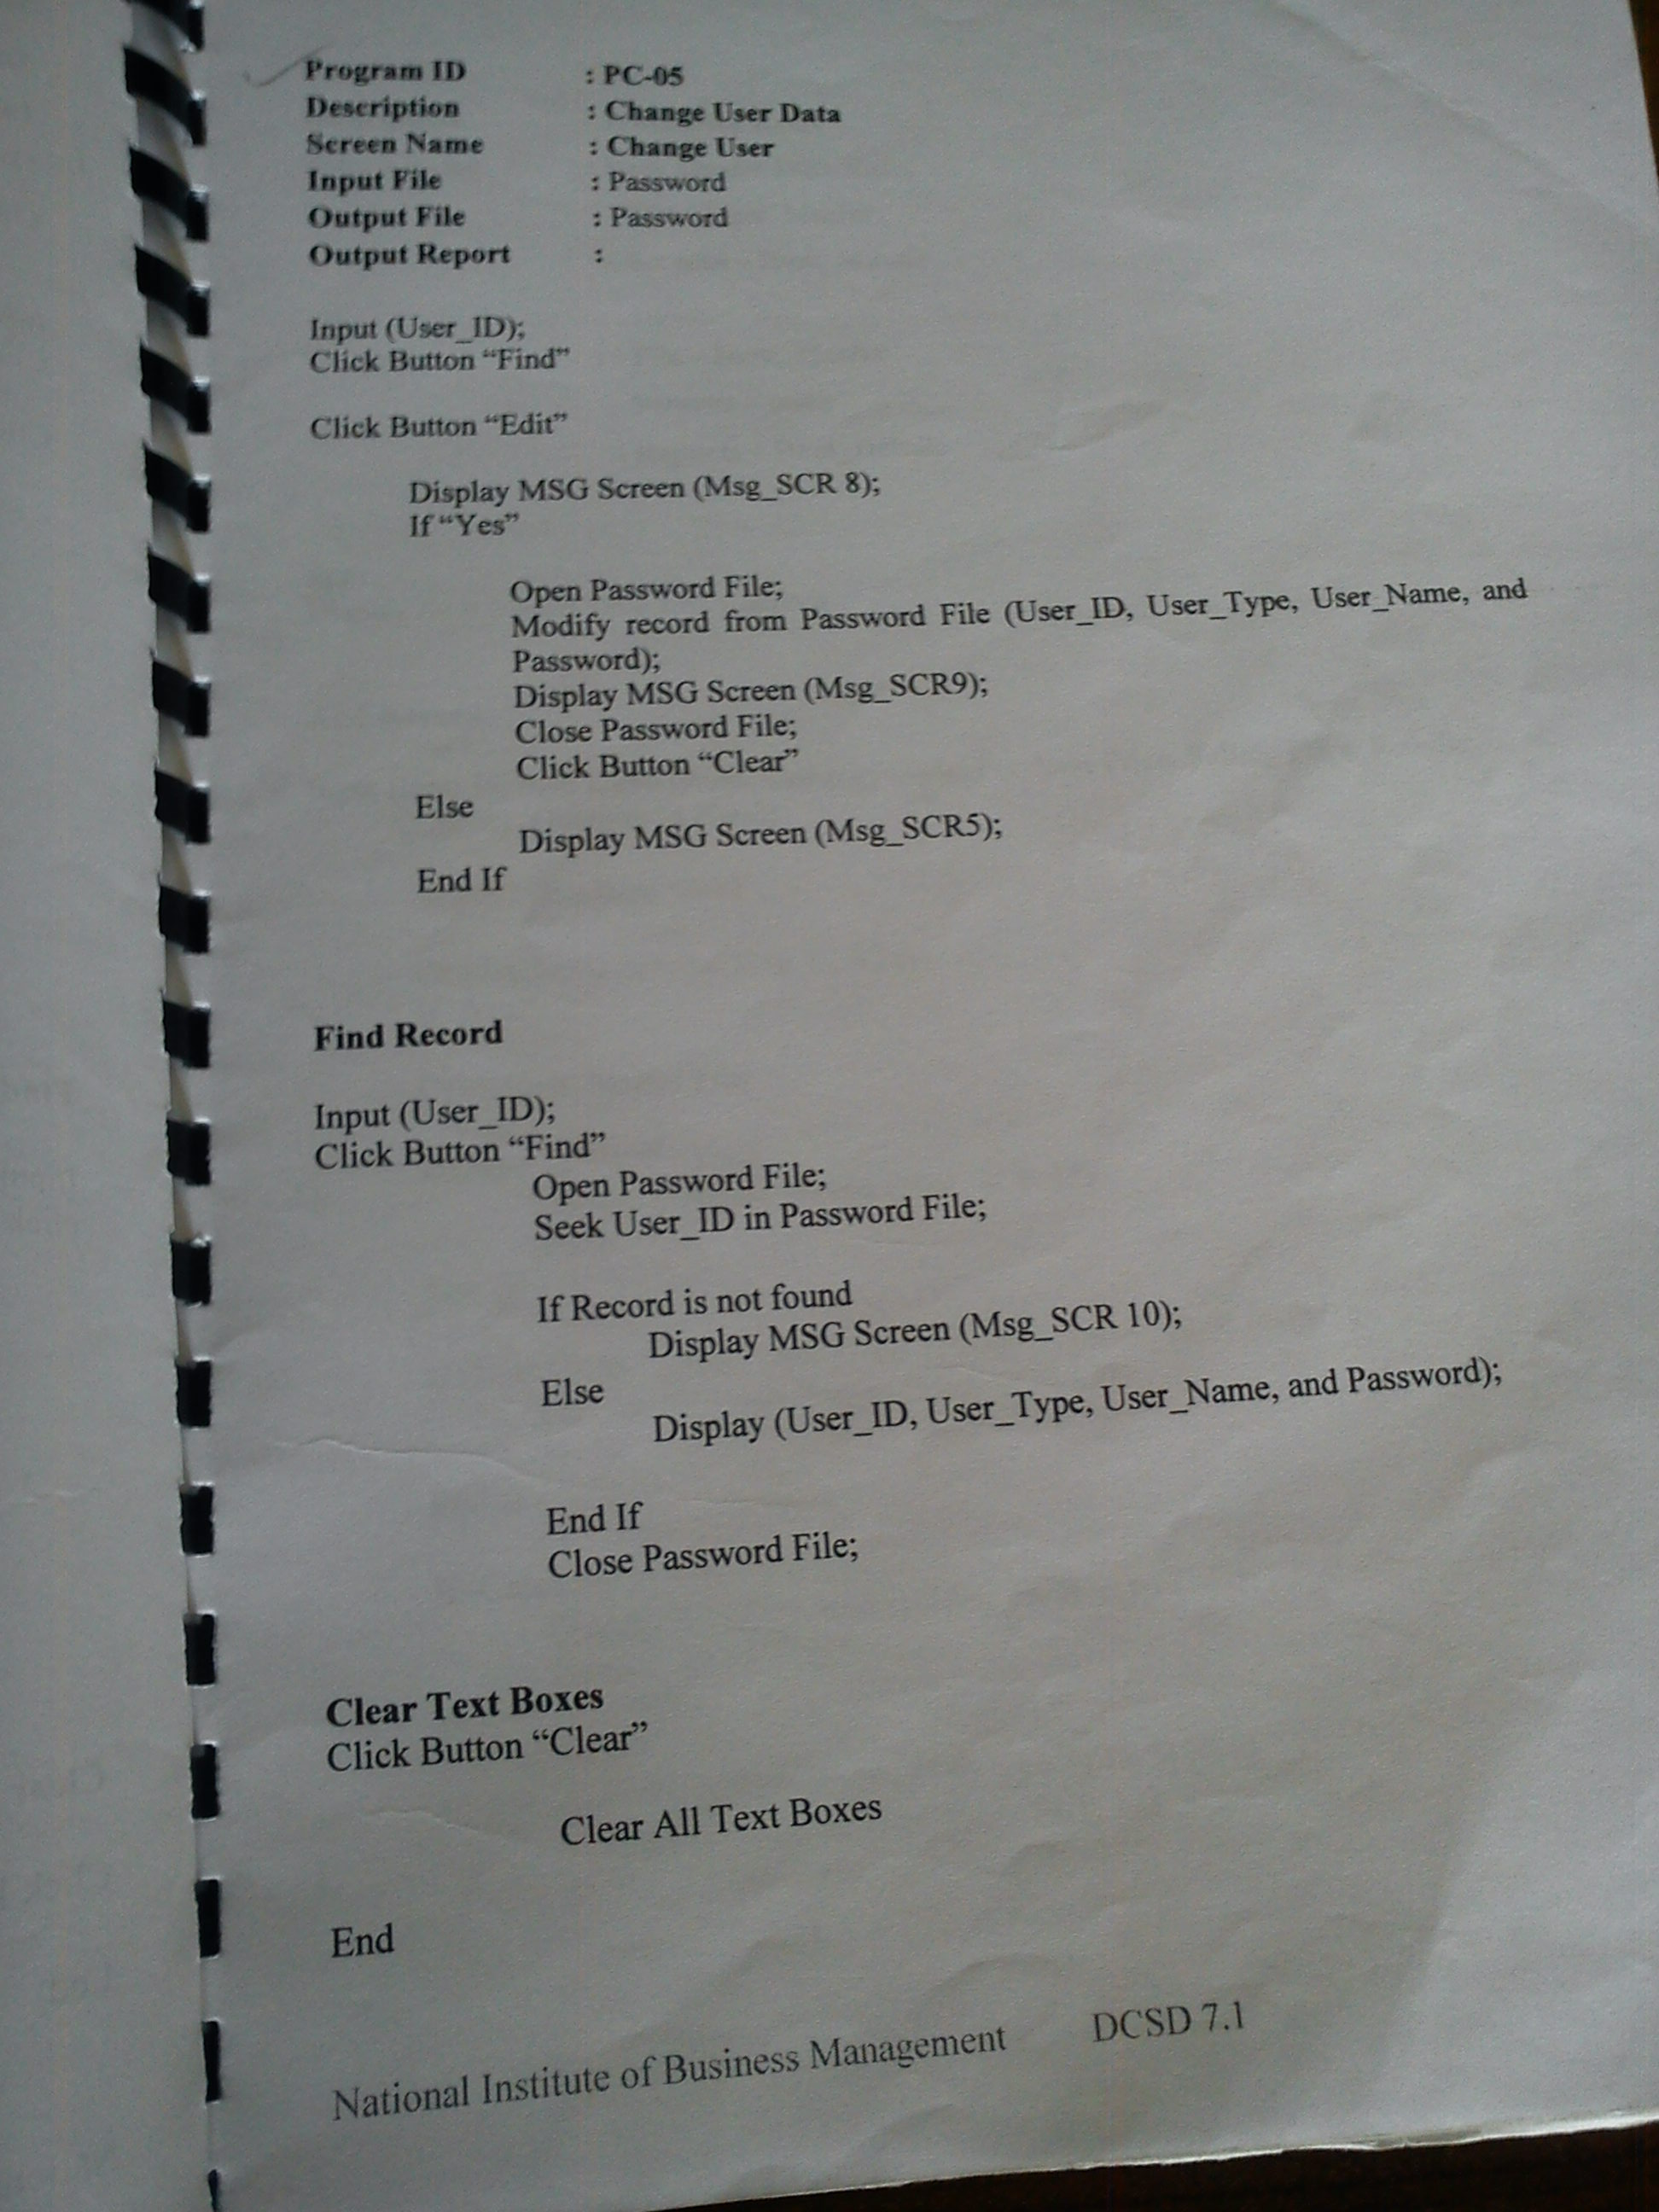 Program ID : PC-05
Description : Change User Data
Screen Name : Change User
Input File : Password
Output File : Password
Output Report :
Input (User_ID);
Click Button “Find”
Click Button “Edit”
Display MSG Screen (Msg_SCR 8);
If “Yes”
Open Password File;
Modify record from Password File (User_ID, User_Type, User_Name, and
Password);
Display MSG Screen (Msg_SCR9);
Close Password File;
Click Button “Clear”
Else
Display MSG Screen (Msg_SCR5);
End If
Find Record
Input (User_ID);
Click Button “Find”
Open Password File;
Seek User_ID in Password File;
If Record is not found
Display MSG Screen (Msg_SCR 10);
Else
Display (User_ID, User_Type, User_Name, and Password);
End If
Close Password File;
Clear Text Boxes
Click Button “Clear”
Clear All Text Boxes
End
National Institute of Business Management DCSD 7.1